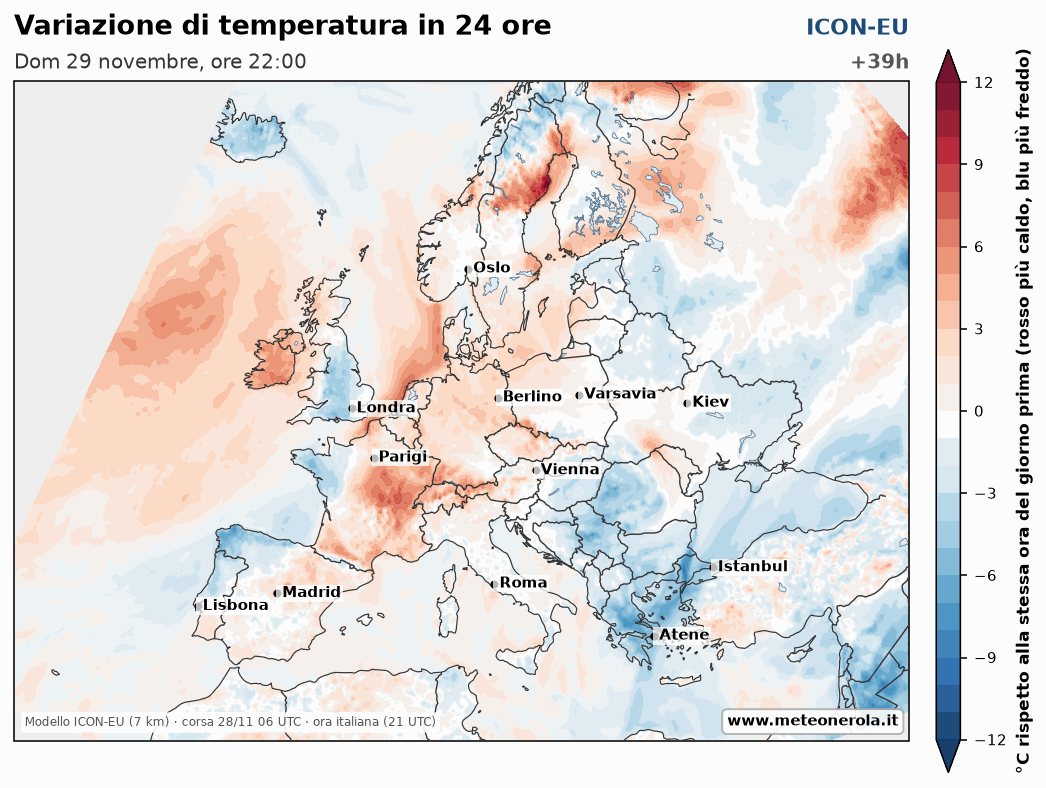 Variazione di temperatura in 24 ore
ICON-EU
Dom 29 novembre, ore 22:00
+39h
Oslo
Londra
Berlino
Varsavia
Kiev
Parigi
Vienna
Istanbul
Roma
Madrid
Lisbona
Atene
Modello ICON-EU (7 km) · corsa 28/11 06 UTC · ora italiana (21 UTC)
www.meteonerola.it
12
9
6
3
0
−3
−6
−9
−12
°C rispetto alla stessa ora del giorno prima (rosso più caldo, blu più freddo)